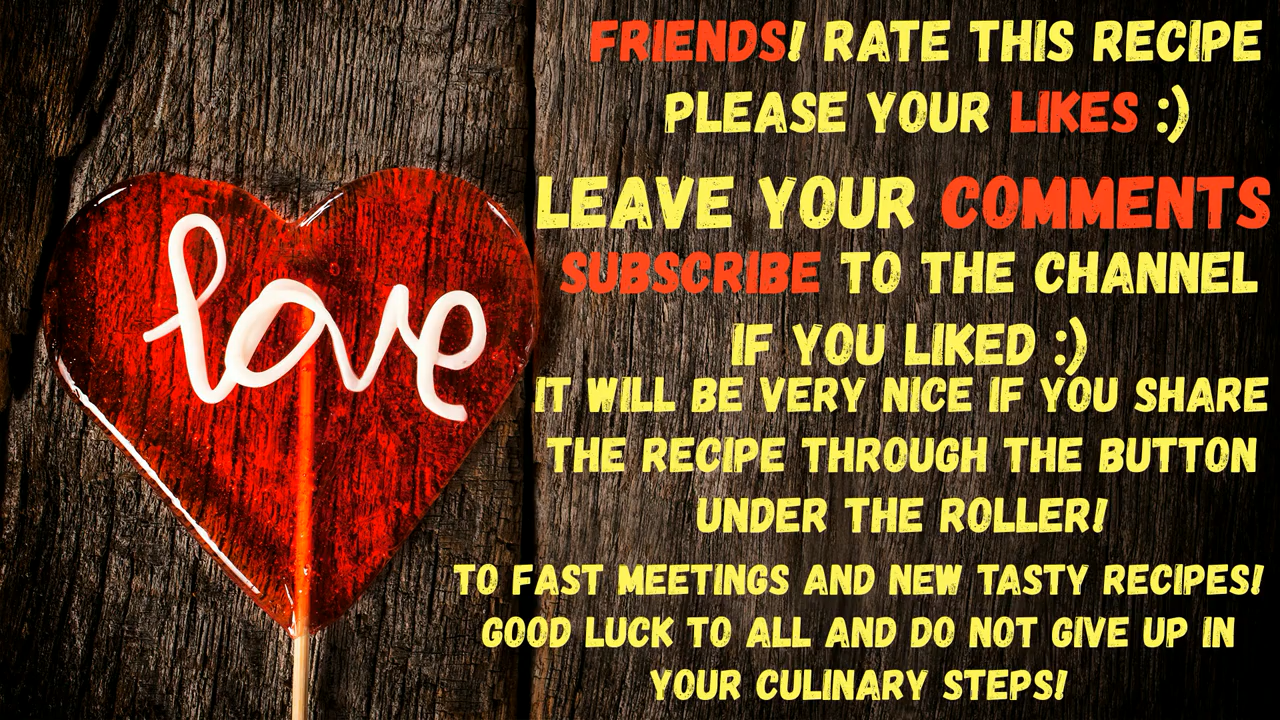 love
FRIENDS! RATE THIS RECIPE
PLEASE YOUR LIKES :)
LEAVE YOUR COMMENTS
SUBSCRIBE TO THE CHANNEL
IF YOU LIKED :)
IT WILL BE VERY NICE IF YOU SHARE
THE RECIPE THROUGH THE BUTTON
UNDER THE ROLLER!
TO FAST MEETINGS AND NEW TASTY RECIPES!
GOOD LUCK TO ALL AND DO NOT GIVE UP IN
YOUR CULINARY STEPS!